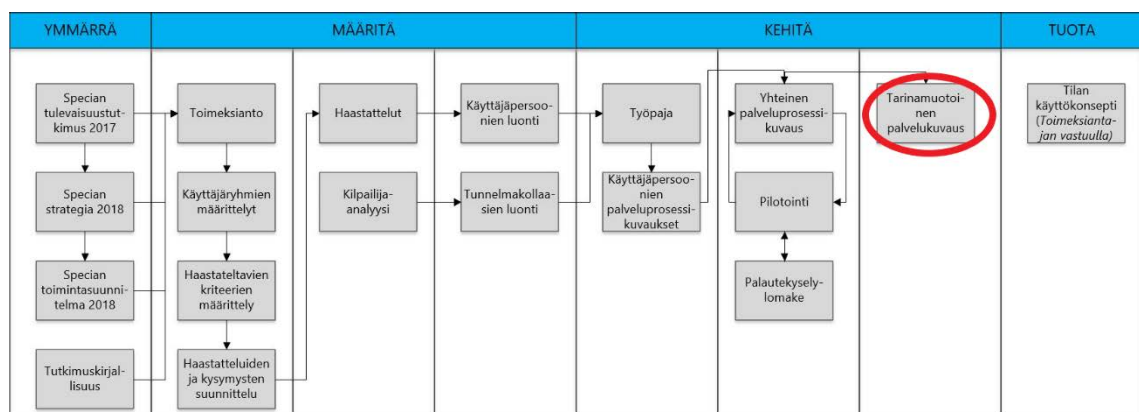 YMMÄRRÄ
MÄÄRITÄ
KEHITÄ
TUOTA
Specian
tulevaisuustut-
kimus 2017
Specian
strategia 2018
Specian
toimintasuunni-
telma 2018
Tutkimuskirjal-
lisuus
Toimeksianto
Käyttäjäryhmien
määrittelyt
Haastateltavien
kriteerien
määrittely
Haastatteluiden
ja kysymysten
suunnittelu
Haastattelut
Kilpailija-
analyysi
Käyttäjäpersoo-
nien luonti
Tunnelmakollaa-
sien luonti
Työpaja
Käyttäjäpersoo-
nien
palveluprosessi-
kuvaukset
Yhteinen
palveluprosessi-
kuvaus
Pilotointi
Palautekysely-
lomake
Tarinamuotoi-
nen
palvelukuvaus
Tilan
käyttökonsepti
(Toimeksianta-
jan vastuulla)